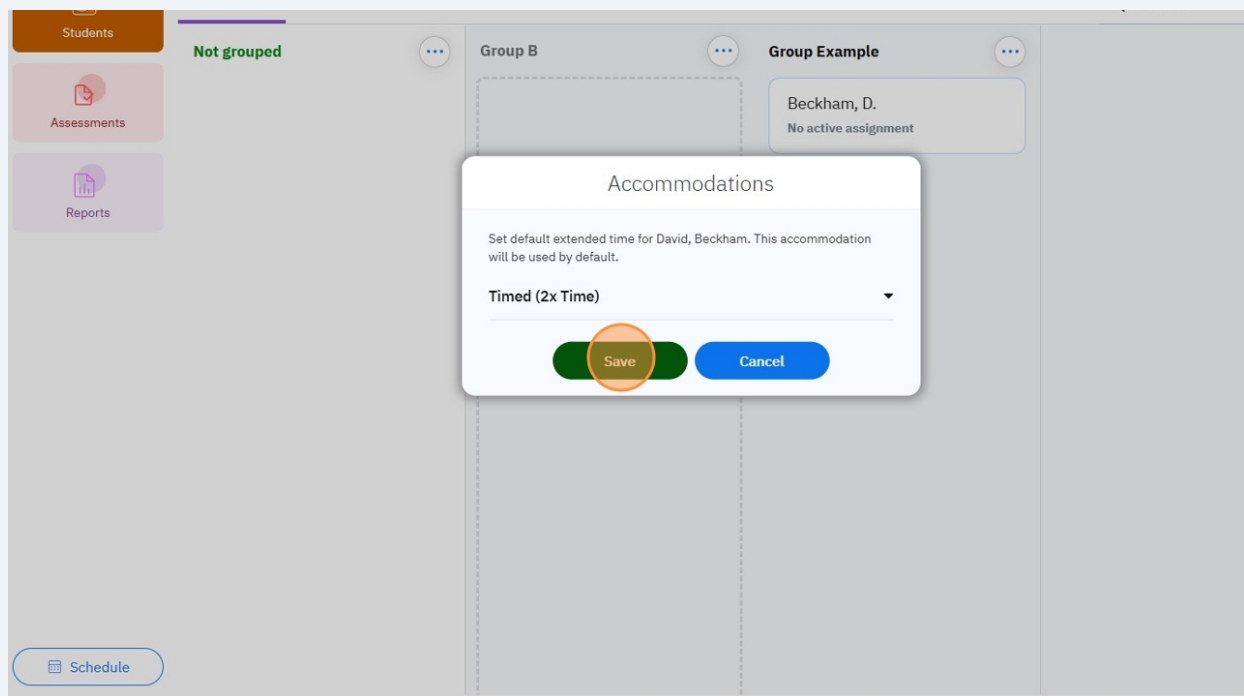 Students
Assessments
Reports
Schedule
Not grouped
Group B
Group Example
Beckham, D.
No active assignment
Accommodations
Set default extended time for David, Beckham. This accommodation
will be used by default.
Timed (2x Time)
Save
Cancel